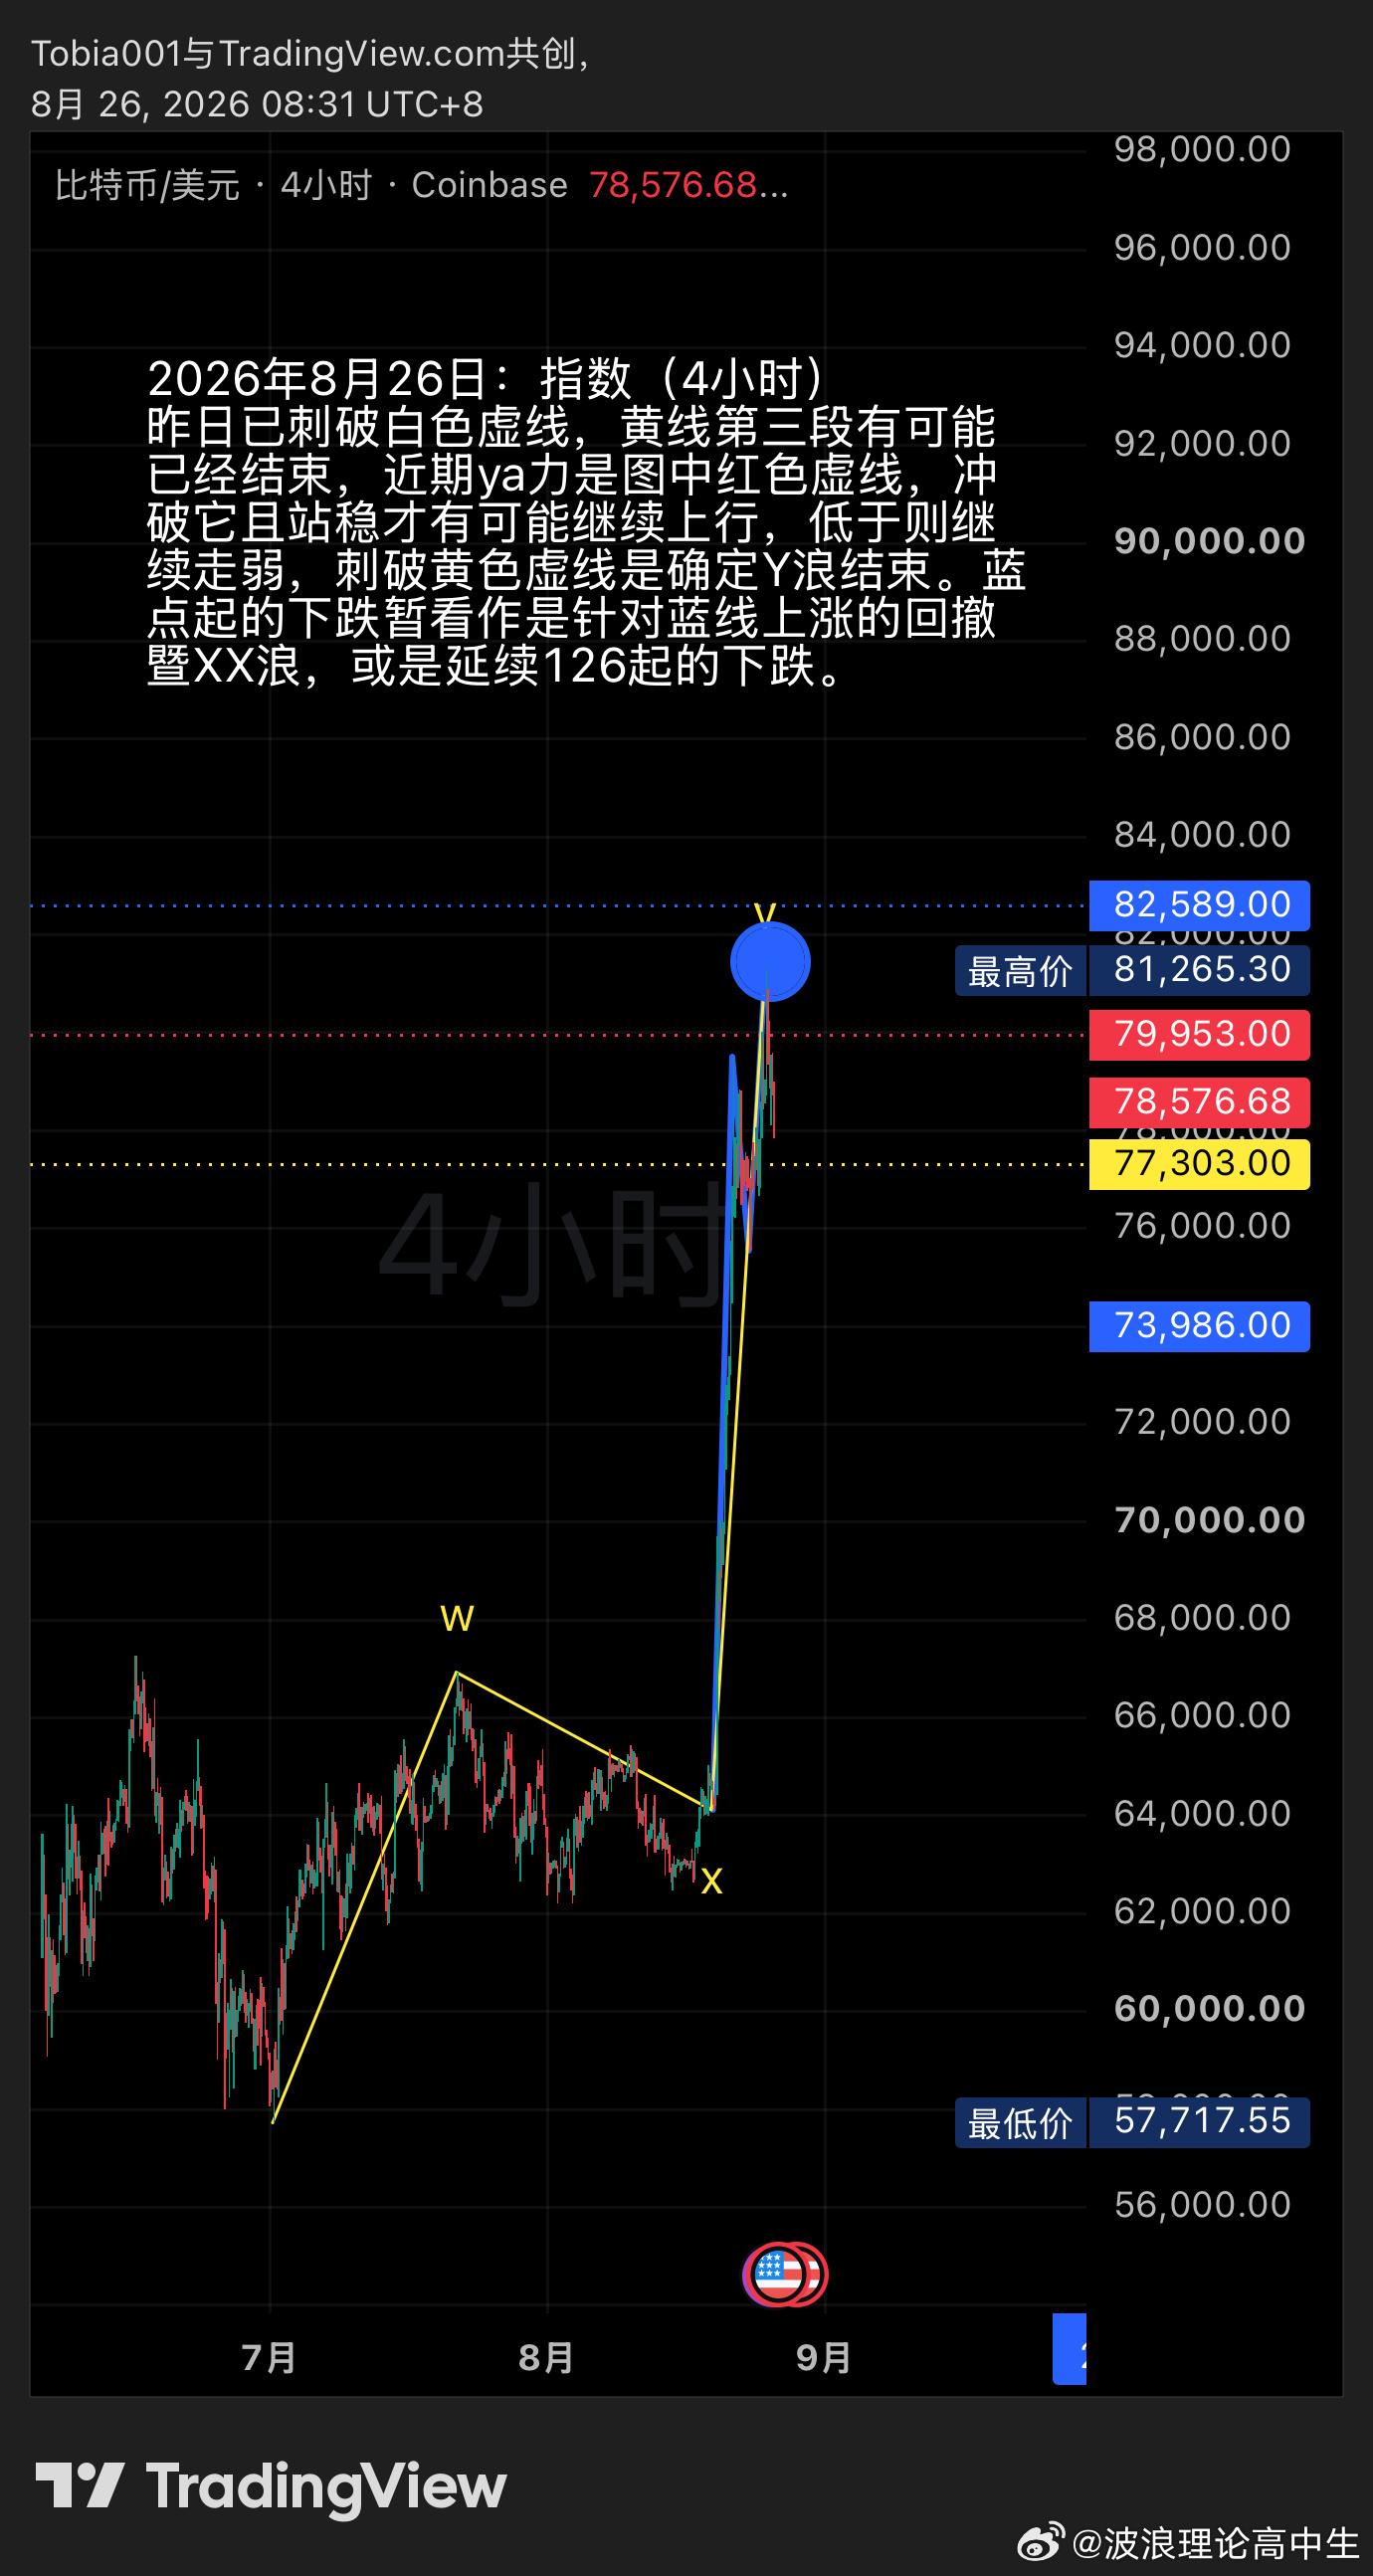 Tobia001与TradingView.com共创,
8月 26, 2026 08:31 UTC+8
比特币/美元 · 4小时 · Coinbase 78,576.68...
98,000.00
96,000.00
94,000.00
2026年8月26日：指数（4小时）
昨日已刺破白色虚线，黄线第三段有可能
已经结束，近期ya力是图中红色虚线，冲
破它且站稳才有可能继续上行，低于则继
续走弱，刺破黄色虚线是确定Y浪结束。蓝
点起的下跌暂看作是针对蓝线上涨的回撤
暨XX浪，或是延续126起的下跌。
92,000.00
90,000.00
88,000.00
86,000.00
84,000.00
82,589.00
82,000.00
最高价 81,265.30
79,953.00
78,576.68
78,000.00
77,303.00
4小时
76,000.00
73,986.00
72,000.00
70,000.00
68,000.00
W
66,000.00
64,000.00
X
62,000.00
60,000.00
最低价 57,717.55
56,000.00
7月 8月 9月
TradingView
@波浪理论高中生